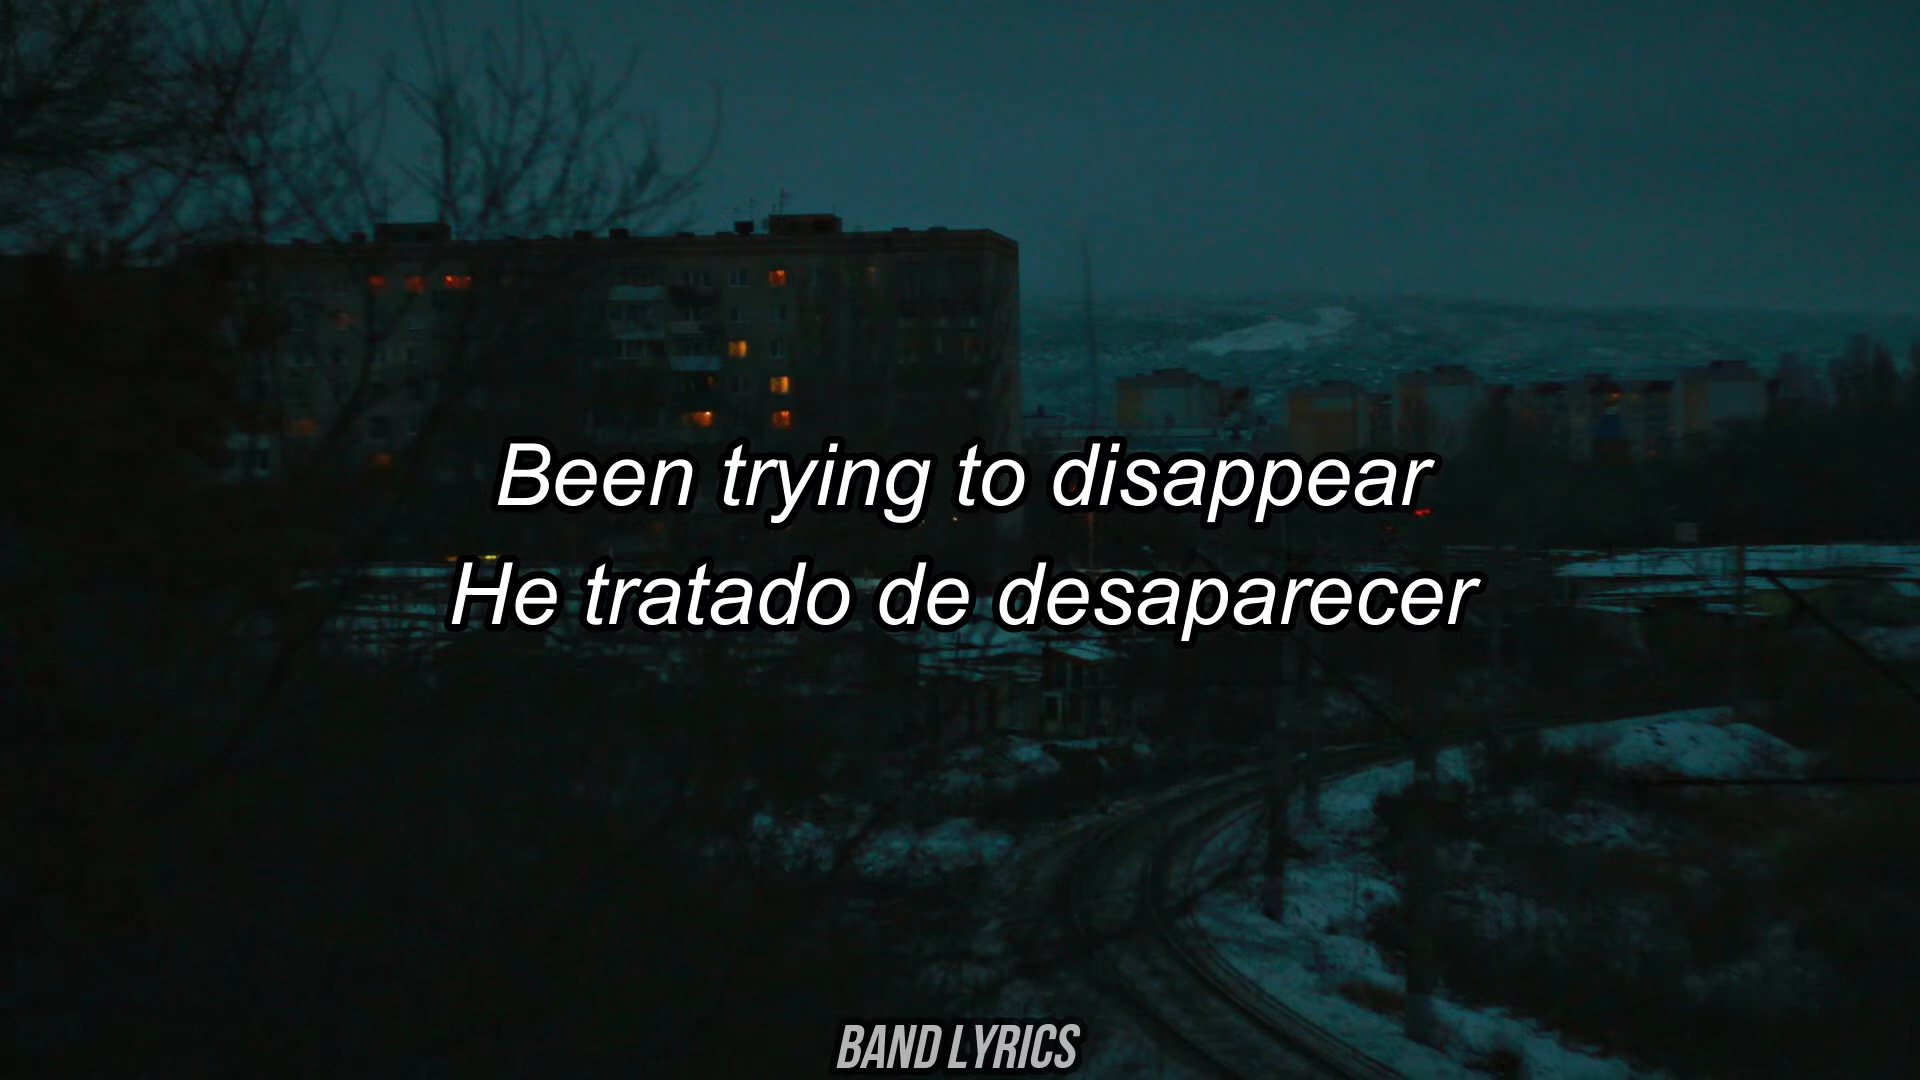 Been trying to disappear
He tratado de desaparecer
BAND LYRICS